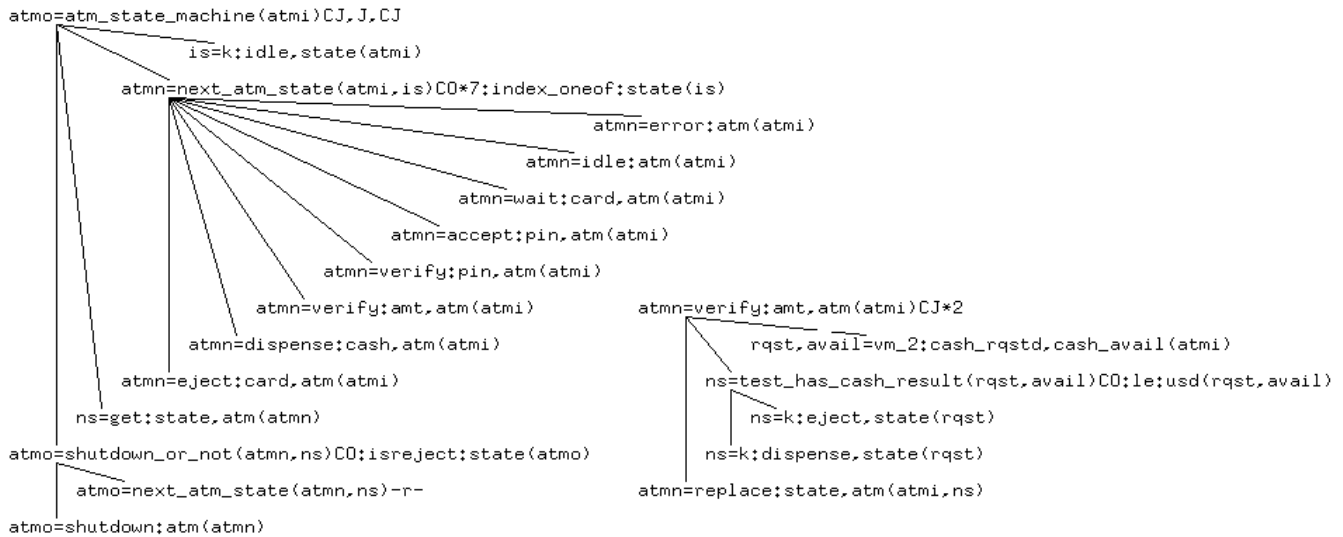 atmo=atm_state_machine(atmi)CJ,J,CJ
is=k:idle,state(atmi)
atmn=next_atm_state(atmi,is)CO*7:index_oneof:state(is)
atmn=error:atm(atmi)
atmn=idle:atm(atmi)
atmn=wait:card,atm(atmi)
atmn=accept:pin,atm(atmi)
atmn=verify:pin,atm(atmi)
atmn=verify:amt,atm(atmi)
atmn=dispense:cash,atm(atmi)
atmn=eject:card,atm(atmi)
ns=get:state,atm(atmn)
atmo=shutdown_or_not(atmn,ns)CO:isreject:state(atmo)
atmo=next_atm_state(atmn,ns)-r-
atmo=shutdown:atm(atmn)
atmn=verify:amt,atm(atmi)CJ*2
rqst,avail=vm_2:cash_rqstd,cash_avail(atmi)
ns=test_has_cash_result(rqst,avail)CO:le:usd(rqst,avail)
ns=k:eject,state(rqst)
ns=k:dispense,state(rqst)
atmn=replace:state,atm(atmi,ns)